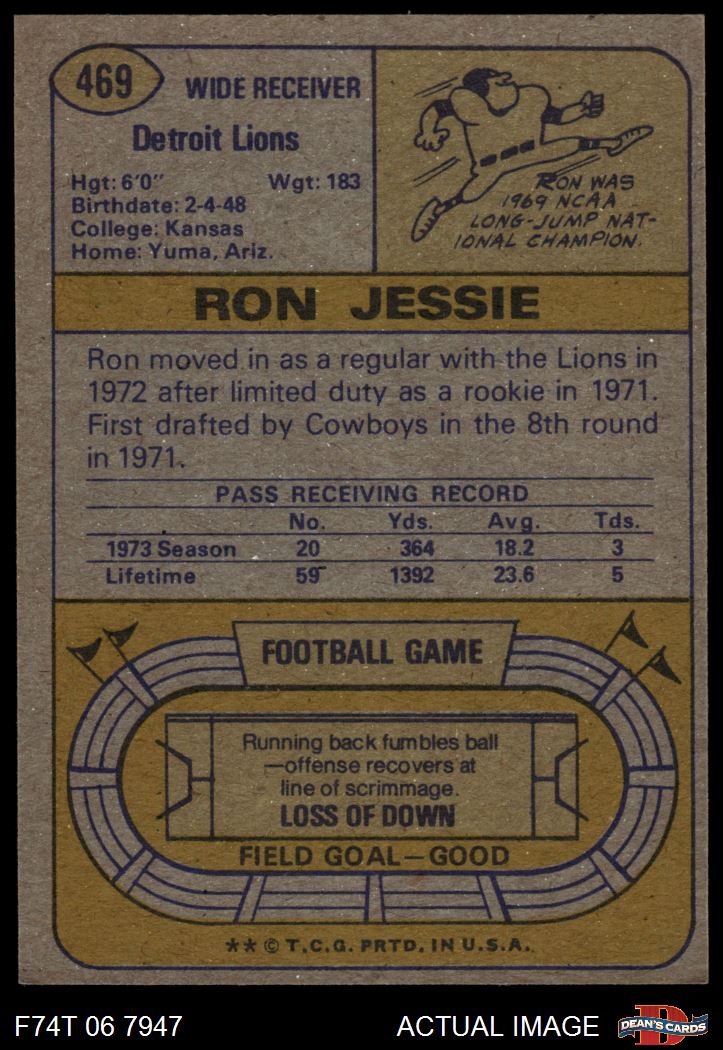 469
WIDE RECEIVER
Detroit Lions
Hgt: 6'0" Wgt: 183
Birthdate: 2-4-48
College: Kansas
Home: Yuma, Ariz.
RON WAS
1969 NCAA
LONG-JUMP NAT-
IONAL CHAMPION.
RON JESSIE
Ron moved in as a regular with the Lions in
1972 after limited duty as a rookie in 1971.
First drafted by Cowboys in the 8th round
in 1971.
PASS RECEIVING RECORD
No. Yds. Avg. Tds.
1973 Season 20 364 18.2 3
Lifetime 59 1392 23.6 5
FOOTBALL GAME
Running back fumbles ball
—offense recovers at
line of scrimmage.
LOSS OF DOWN
FIELD GOAL—GOOD
** © T.C.G. PRTD. IN U.S.A.
F74T 06 7947 ACTUAL IMAGE
D
DEAN'S CARDS